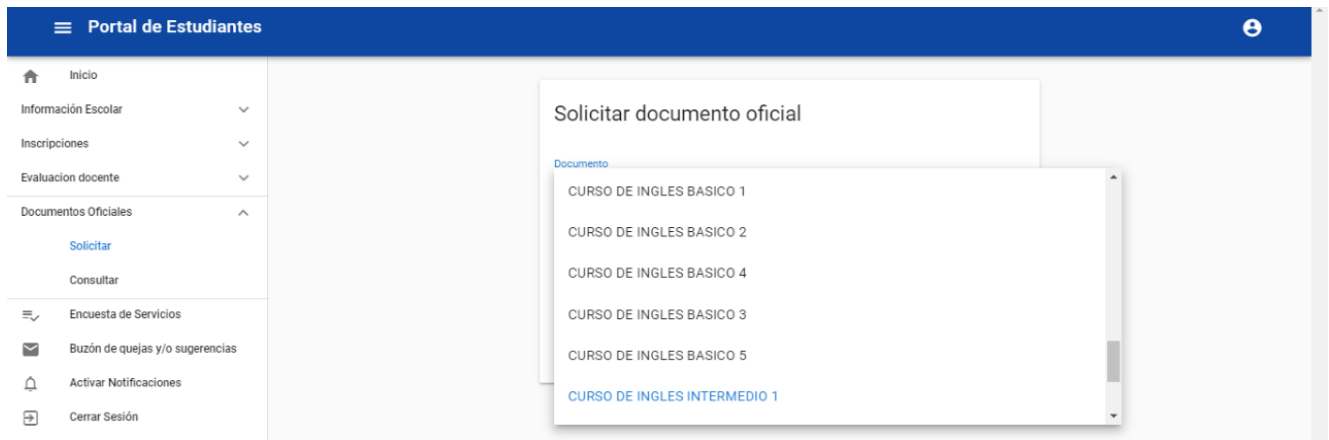 Portal de Estudiantes
Inicio
Información Escolar
Inscripciones
Evaluacion docente
Documentos Oficiales
Solicitar
Consultar
Encuesta de Servicios
Buzón de quejas y/o sugerencias
Activar Notificaciones
Cerrar Sesión
Solicitar documento oficial
Documento
CURSO DE INGLES BASICO 1
CURSO DE INGLES BASICO 2
CURSO DE INGLES BASICO 4
CURSO DE INGLES BASICO 3
CURSO DE INGLES BASICO 5
CURSO DE INGLES INTERMEDIO 1